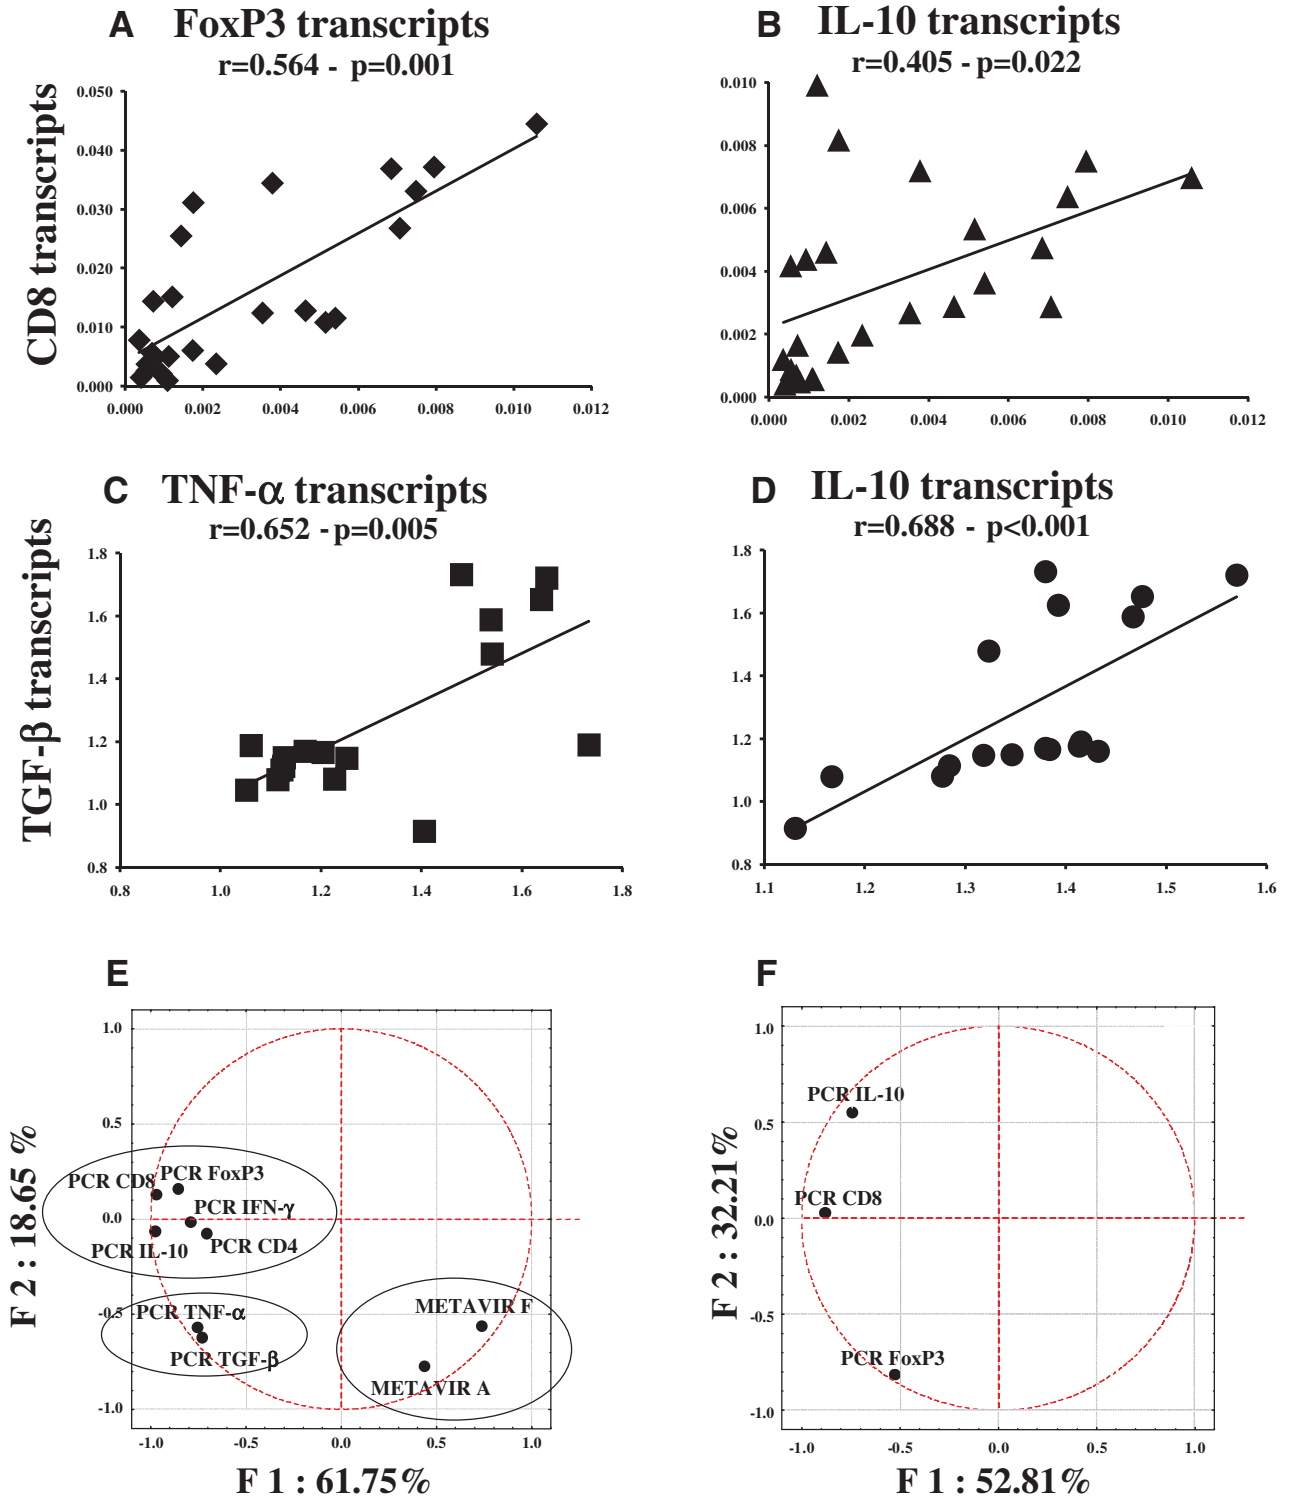 A FoxP3 transcripts
r=0.564 - p=0.001
CD8 transcripts
0.050
0.040
0.030
0.020
0.010
0.000
0.000 0.002 0.004 0.006 0.008 0.010 0.012
B IL-10 transcripts
r=0.405 - p=0.022
0.010
0.008
0.006
0.004
0.002
0.000
0.000 0.002 0.004 0.006 0.008 0.010 0.012
C TNF-α transcripts
r=0.652 - p=0.005
TGF-β transcripts
1.8
1.6
1.4
1.2
1.0
0.8
0.8 1.0 1.2 1.4 1.6 1.8
D IL-10 transcripts
r=0.688 - p<0.001
1.8
1.6
1.4
1.2
1.0
0.8
1.1 1.2 1.3 1.4 1.5 1.6
E
F 2 : 18.65 %
1.0
0.5
0.0
-0.5
-1.0
PCR CD8 PCR FoxP3
PCR IFN-γ
PCR IL-10 PCR CD4
PCR TNF-α
PCR TGF-β
METAVIR F
METAVIR A
-1.0 -0.5 0.0 0.5 1.0
F 1 : 61.75%
F
F 2 : 32.21%
1.0
0.5
0.0
-0.5
-1.0
PCR IL-10
PCR CD8
PCR FoxP3
-1.0 -0.5 0.0 0.5 1.0
F 1 : 52.81%